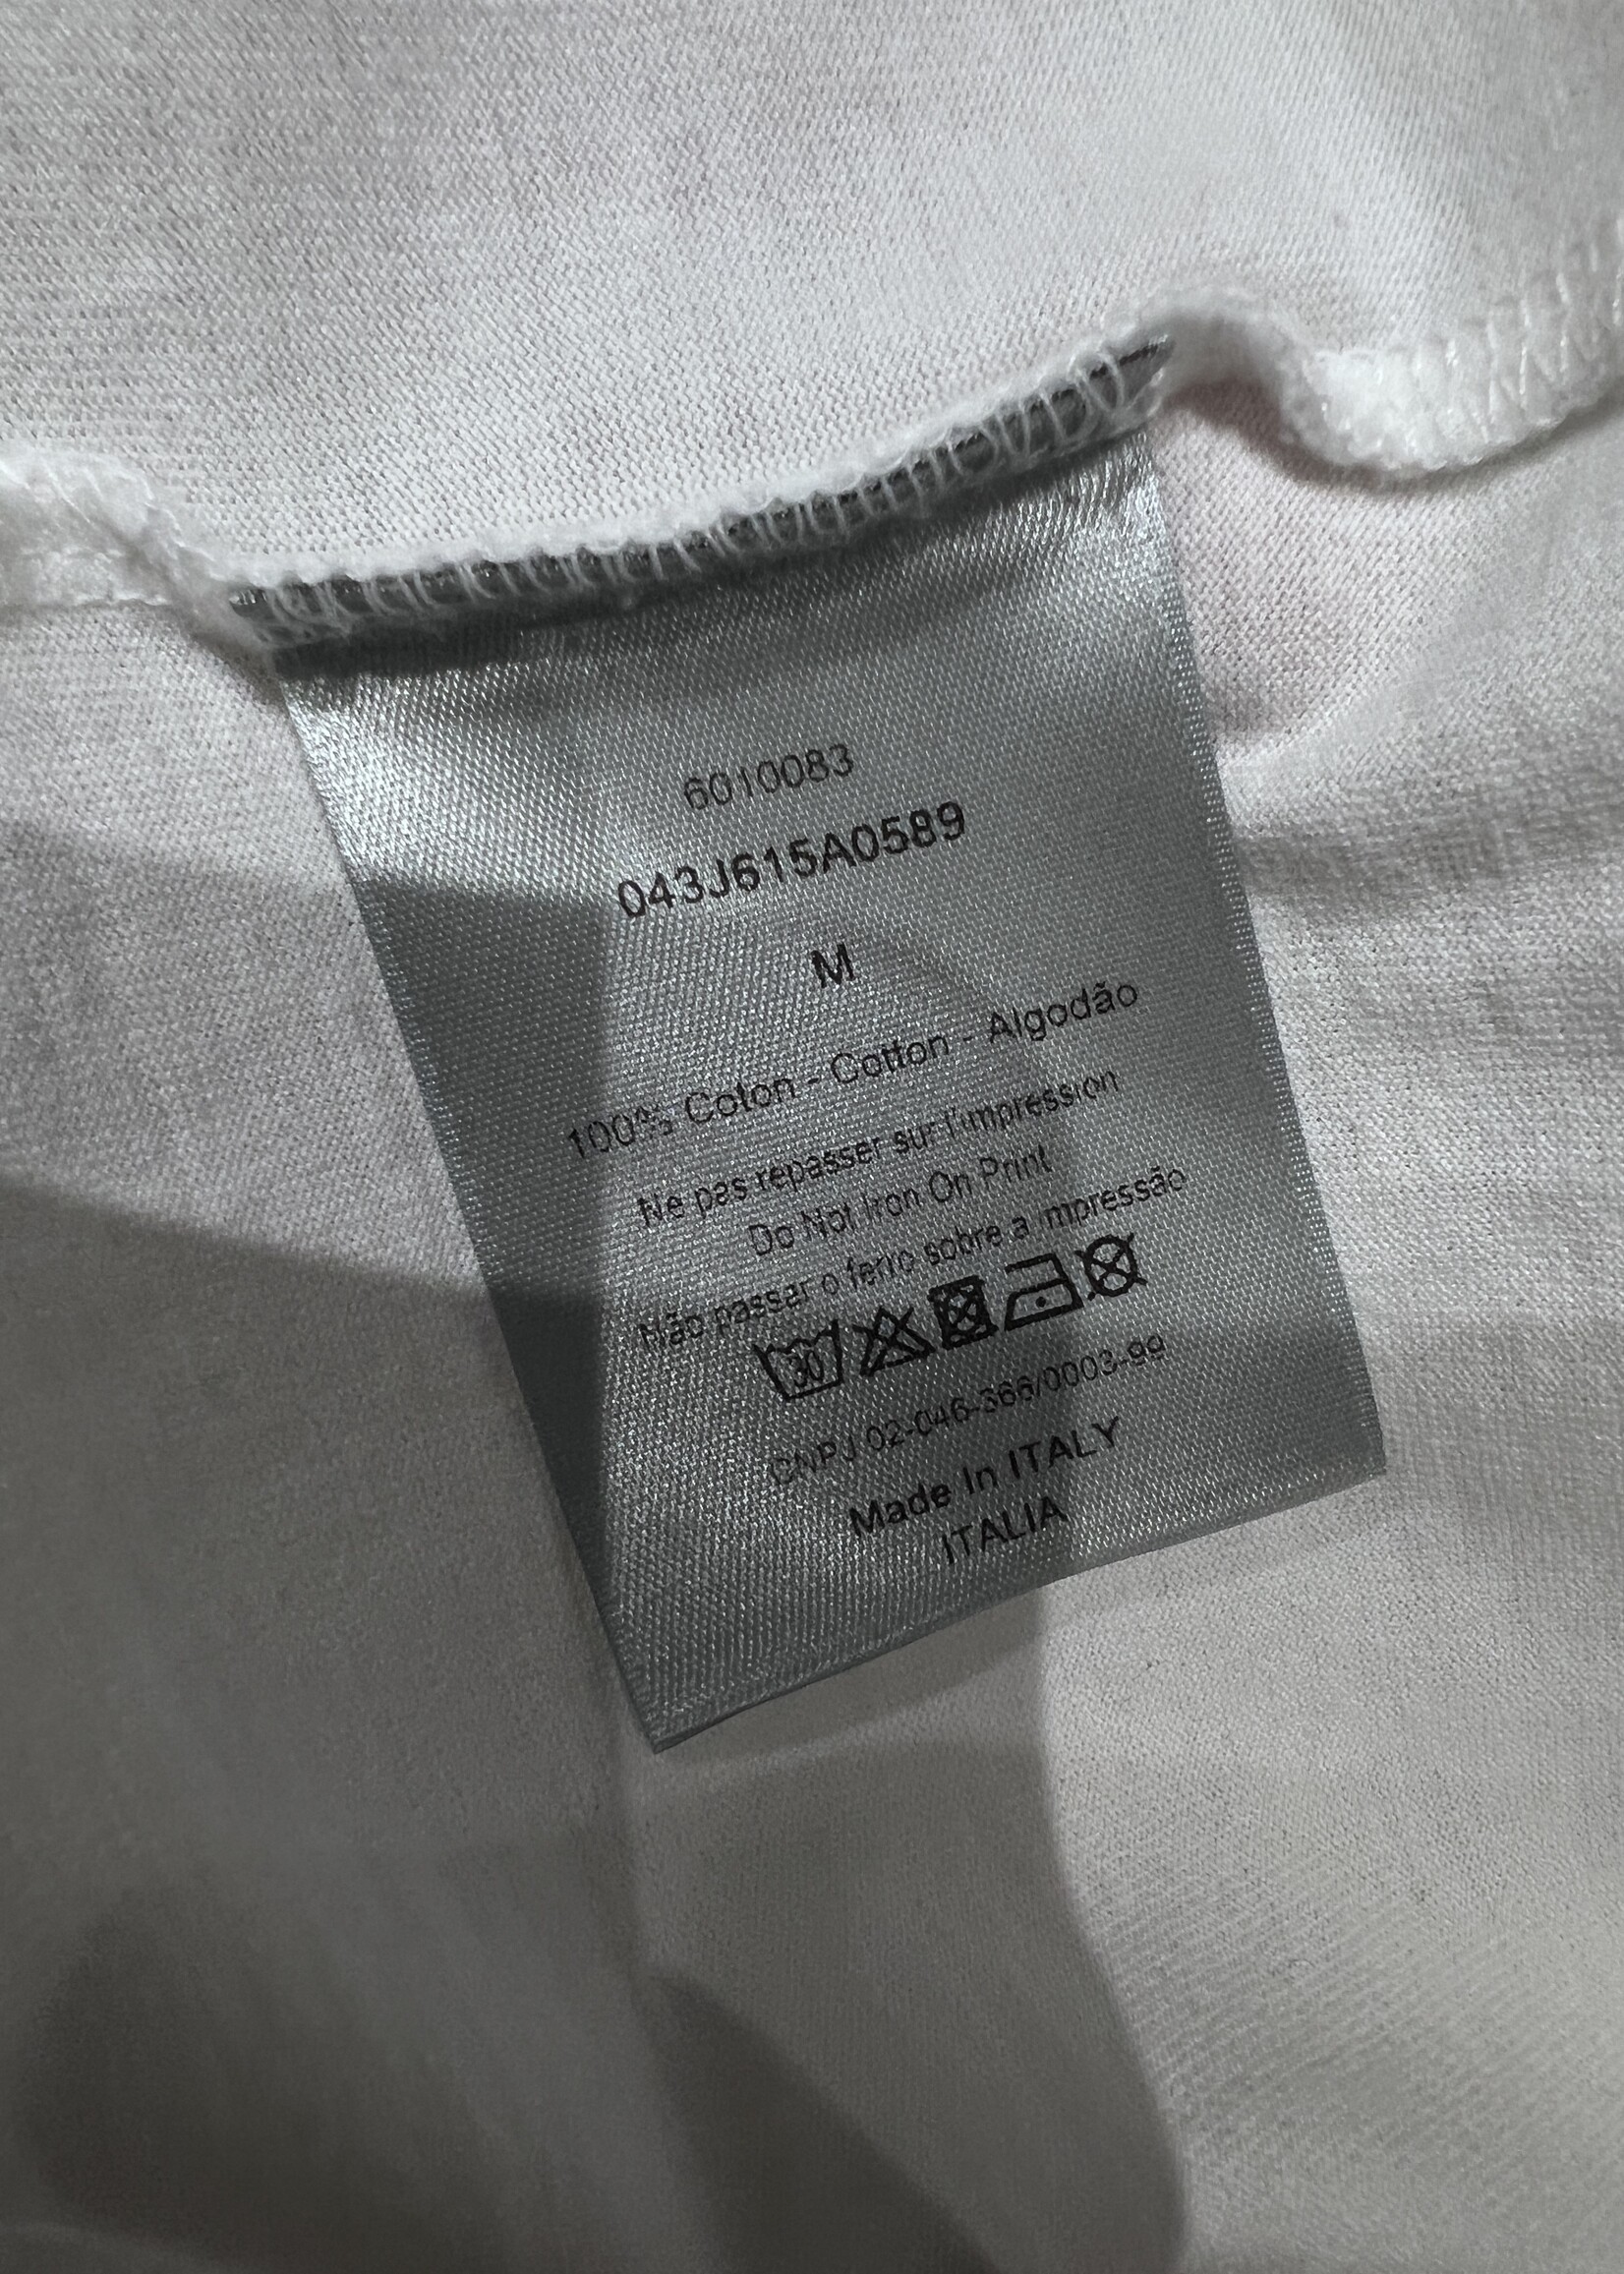 6010083
043J615A0589
M
100% Coton - Cotton - Algodão
Ne pas repasser sur l'impression
Do Not Iron On Print
Não passar o ferro sobre a impressão
30
CNPJ 02-046-366/0003-99
Made In ITALY
ITALIA